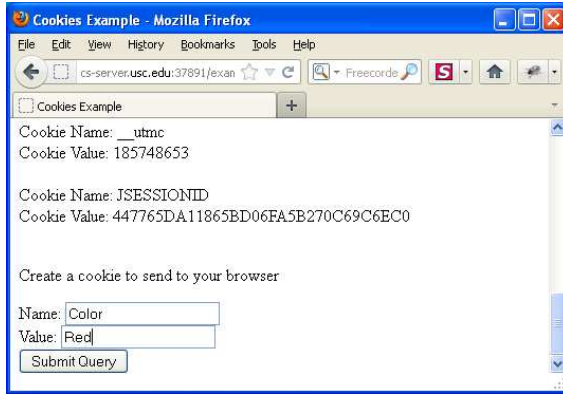 Cookies Example - Mozilla Firefox
File Edit View History Bookmarks Tools Help
cs-server.usc.edu:37891/exan Freecorde
Cookies Example
Cookie Name: __utmc
Cookie Value: 185748653
Cookie Name: JSESSIONID
Cookie Value: 447765DA11865BD06FA5B270C69C6EC0
Create a cookie to send to your browser
Name: Color
Value: Red
Submit Query